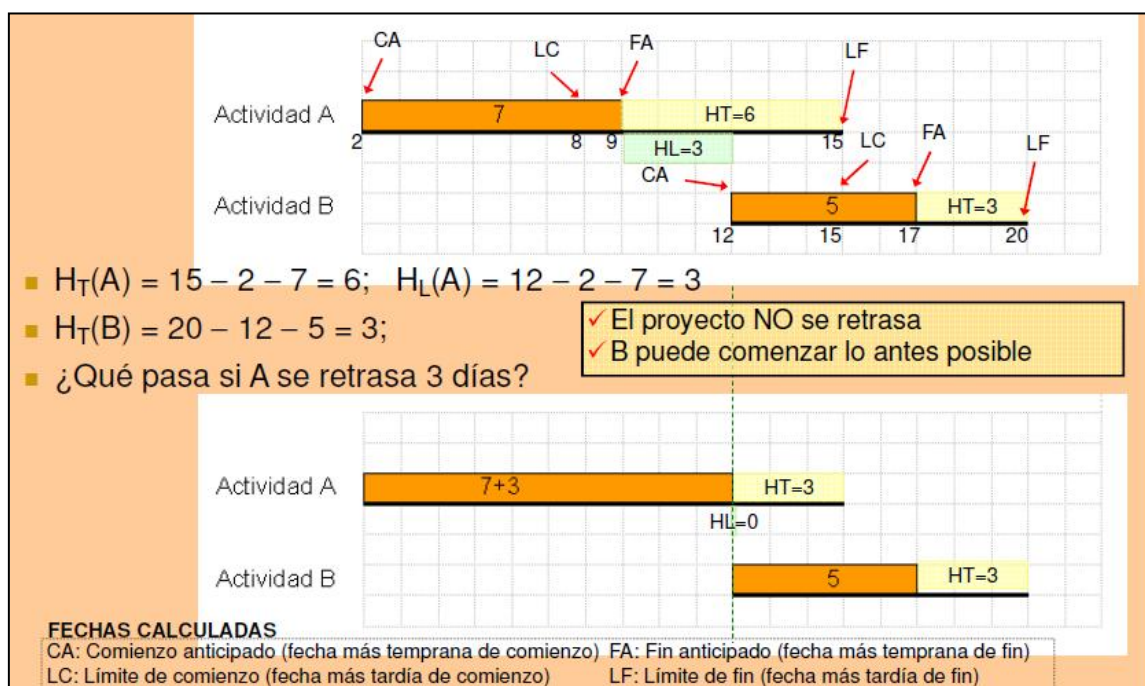 CA
LC
FA
LF
Actividad A
7
HT=6
2
8
9
15
HL=3
LC
FA
LF
CA
Actividad B
5
HT=3
12
15
17
20
■ HT(A) = 15 – 2 – 7 = 6; HL(A) = 12 – 2 – 7 = 3
■ HT(B) = 20 – 12 – 5 = 3;
■ ¿Qué pasa si A se retrasa 3 días?
✓ El proyecto NO se retrasa
✓ B puede comenzar lo antes posible
Actividad A
7+3
HT=3
HL=0
Actividad B
5
HT=3
FECHAS CALCULADAS
CA: Comienzo anticipado (fecha más temprana de comienzo) FA: Fin anticipado (fecha más temprana de fin)
LC: Límite de comienzo (fecha más tardía de comienzo) LF: Límite de fin (fecha más tardía de fin)